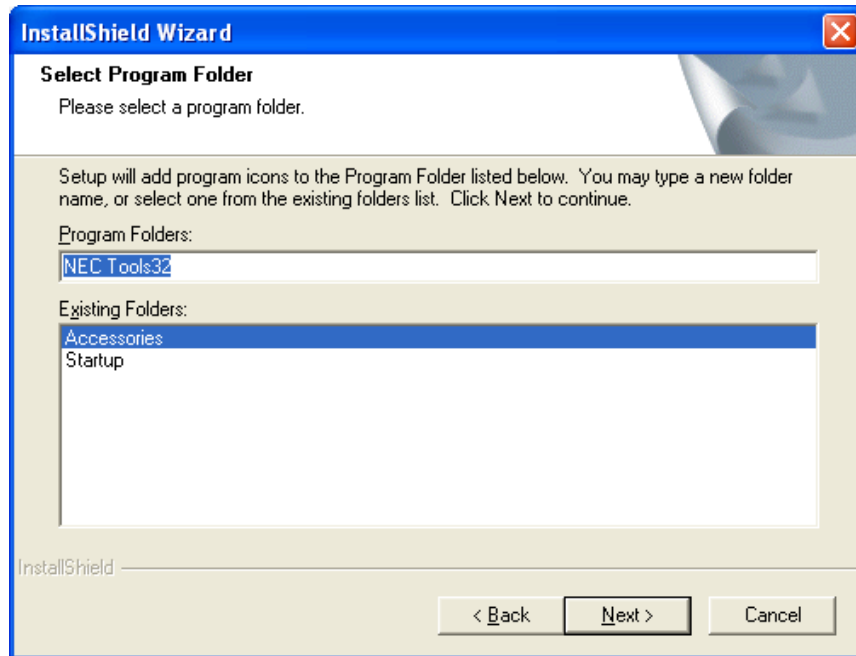 InstallShield Wizard
Select Program Folder
Please select a program folder.
Setup will add program icons to the Program Folder listed below. You may type a new folder
name, or select one from the existing folders list. Click Next to continue.
Program Folders:
NEC Tools32
Existing Folders:
Accessories
Startup
InstallShield
< Back
Next >
Cancel